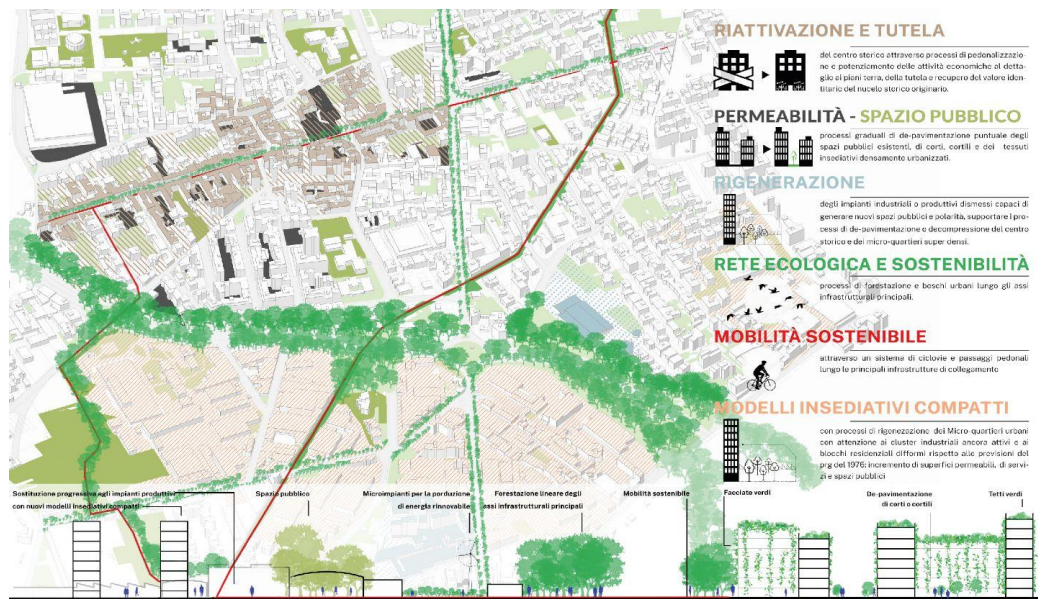 RIATTIVAZIONE E TUTELA
del centro storico attraverso processi di pedonalizzazio-
ne e potenziamento delle attività economiche al detta-
glio ai piani terra, della tutela e recupero del valore iden-
titario del nucelo storico originario.
PERMEABILITÀ - SPAZIO PUBBLICO
processi graduali di de-pavimentazione puntuale degli
spazi pubblici esistenti, di corti, cortili e dei tessuti
insediativi densamente urbanizzati.
RIGENERAZIONE
degli impianti industriali o produttivi dismessi capaci di
generare nuovi spazi pubblici e polarità, supportare i pro-
cessi di de-pavimentazione o decompressione del centro
storico e dei micro-quartieri super densi.
RETE ECOLOGICA E SOSTENIBILITÀ
processi di forestazione e boschi urbani lungo gli assi
infrastrutturali principali.
MOBILITÀ SOSTENIBILE
attraverso un sistema di ciclovie e passaggi pedonali
lungo le principali infrastrutture di collegamento
MODELLI INSEDIATIVI COMPATTI
con processi di rigenezazione dei Micro-quartieri urbani
con attenzione ai cluster industriali ancora attivi e ai
blocchi residenziali difformi rispetto alle previsioni del
prg del 1976: incremento di superfici permeabili, di servi-
zi e spazi pubblici
Sostituzione progressiva egli impianti produttivi
con nuovi modelli insediativi compatti
Spazio pubblico
Microimpianti per la porduzione
di energia rinnovabile
Forestazione lineare degli
assi infrastrutturali principali
Mobilità sostenibile
Facciate verdi
De-pavimentazione
di corti o cortili
Tetti verdi